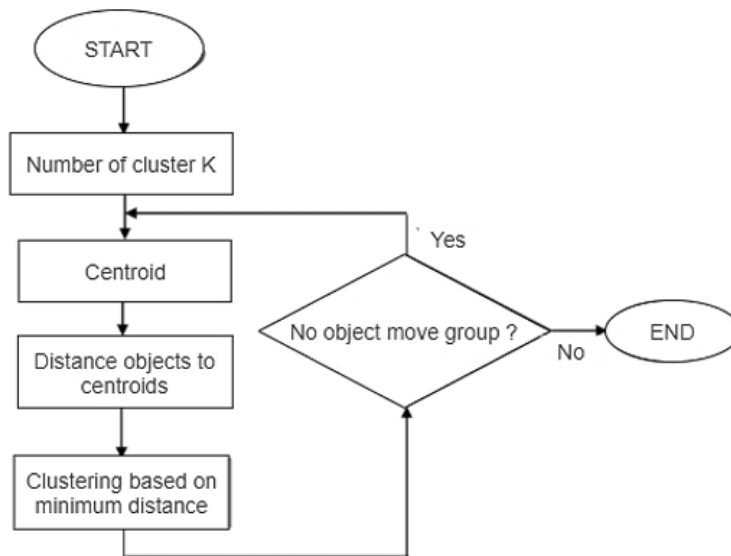 START
Number of cluster K
Yes
Centroid
No object move group ?
END
No
Distance objects to
centroids
Clustering based on
minimum distance